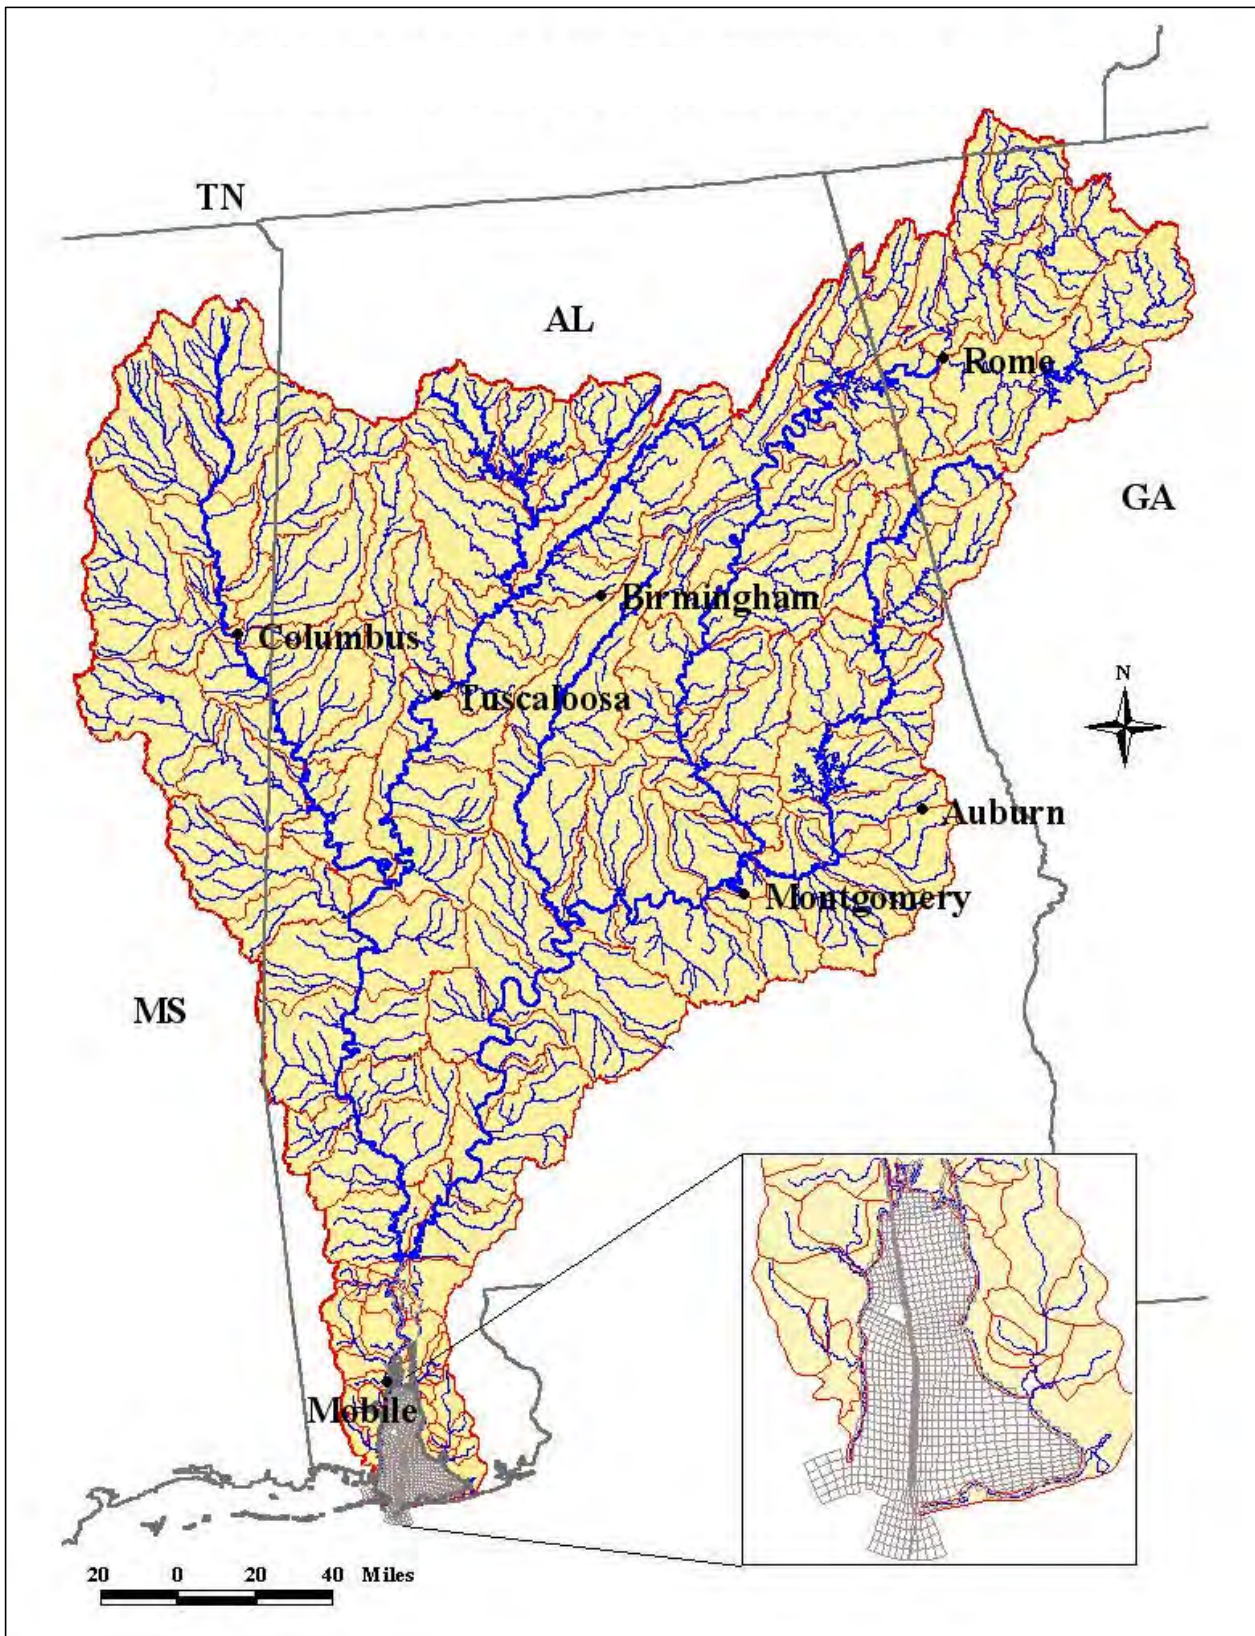 TN
AL
Rome
GA
Birmingham
Columbus
Tuscaloosa
N
Auburn
Montgomery
MS
Mobile
20 0 20 40 Miles